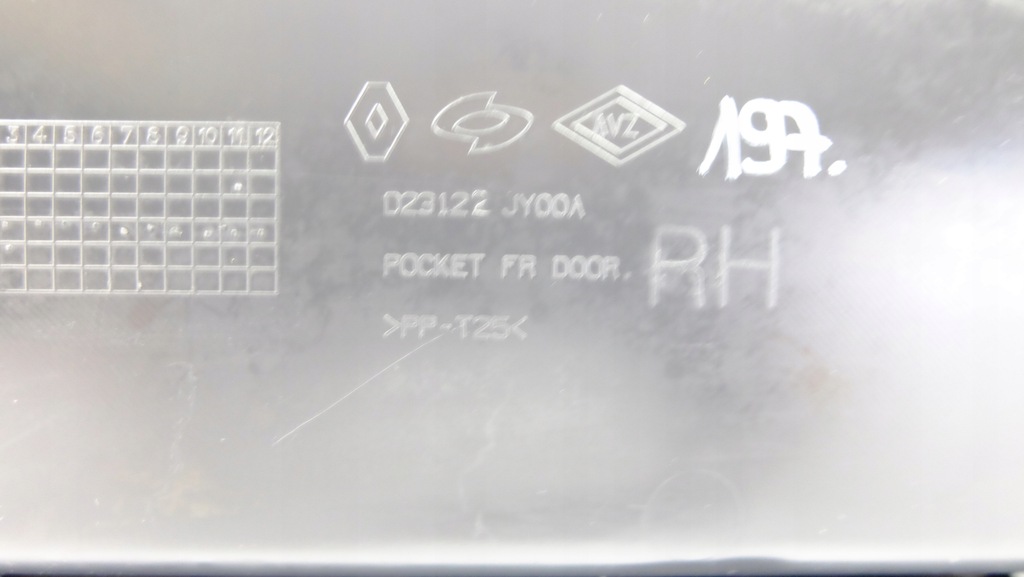 3 4 5 6 7 8 9 10 11 12
AVZ
197.
D23122 JY00A
POCKET FR DOOR.
RH
>PP-T25<